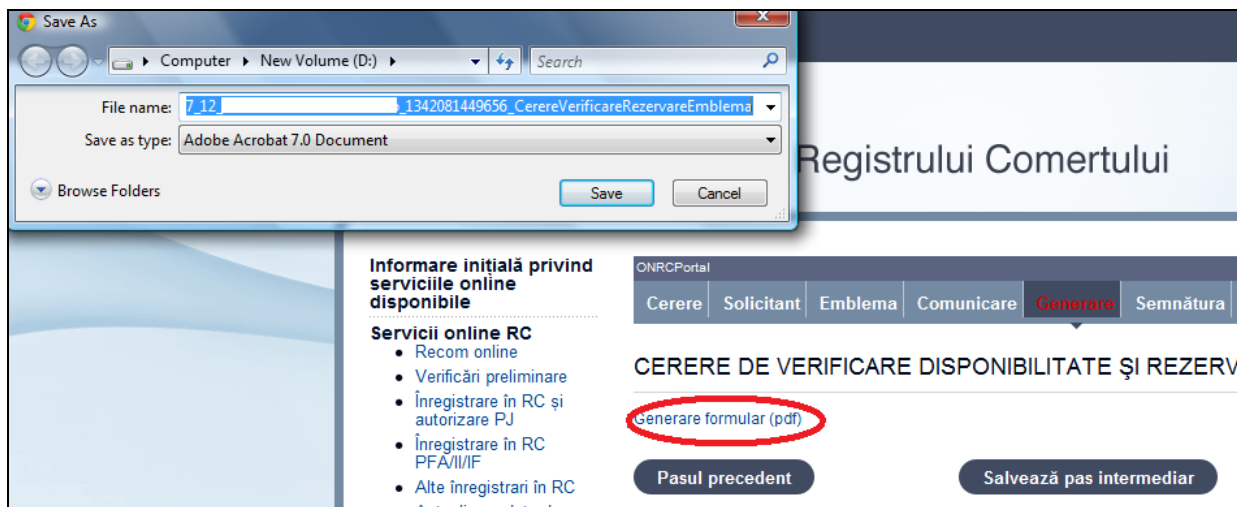 Save As
Computer ▸ New Volume (D:) ▸
Search
File name: 7_12_ _1342081449656_CerereVerificareRezervareEmblema
Save as type: Adobe Acrobat 7.0 Document
Browse Folders
Save
Cancel
Registrului Comertului
Informare inițială privind
serviciile online
disponibile
Servicii online RC
• Recom online
• Verificări preliminare
• Înregistrare în RC și
autorizare PJ
• Înregistrare în RC
PFA/II/IF
• Alte înregistrari în RC
ONRCPortal
Cerere Solicitant Emblema Comunicare Generare Semnătura
CERERE DE VERIFICARE DISPONIBILITATE ŞI REZERV
Generare formular (pdf)
Pasul precedent
Salvează pas intermediar